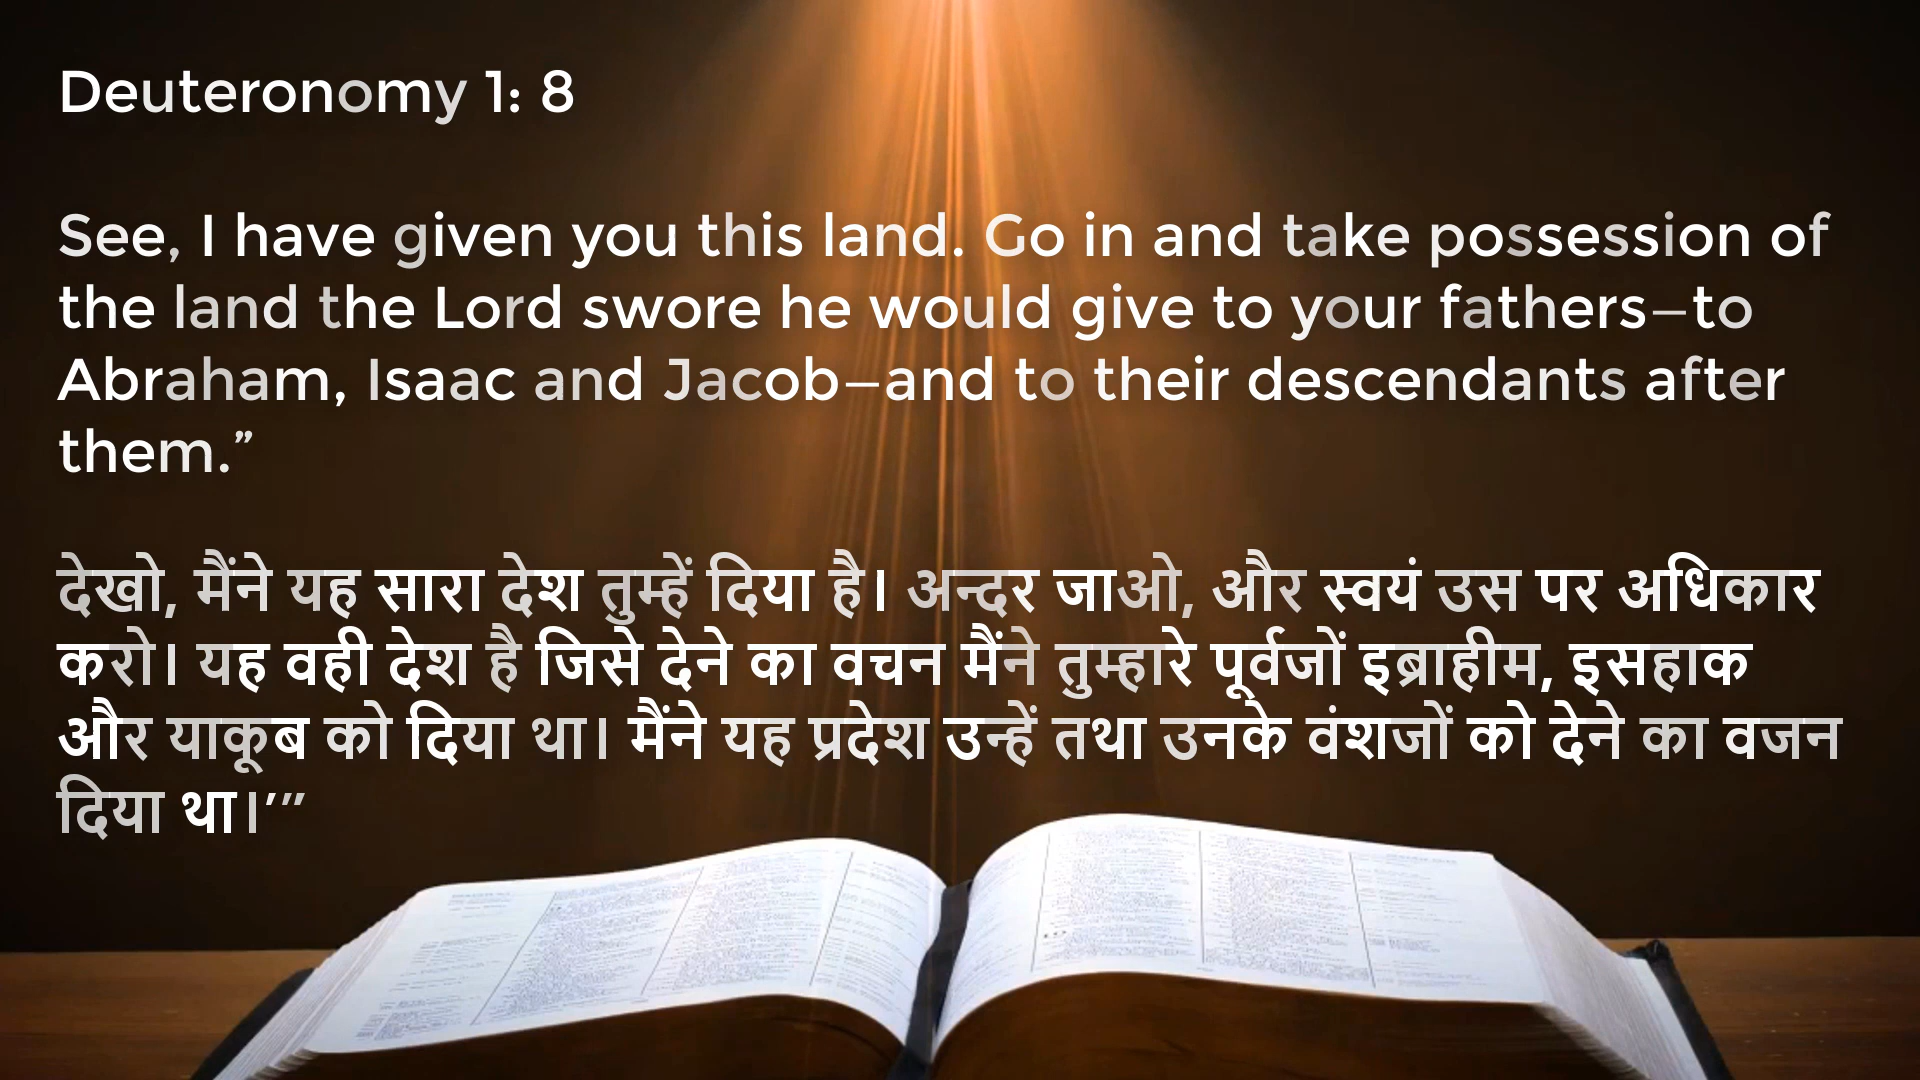 Deuteronomy 1: 8
See, I have given you this land. Go in and take possession of
the land the Lord swore he would give to your fathers—to
Abraham, Isaac and Jacob—and to their descendants after
them.”
देखो, मैंने यह सारा देश तुम्हें दिया है। अन्दर जाओ, और स्वयं उस पर अधिकार
करो। यह वही देश है जिसे देने का वचन मैंने तुम्हारे पूर्वजों इब्राहीम, इसहाक
और याकूब को दिया था। मैंने यह प्रदेश उन्हें तथा उनके वंशजों को देने का वजन
दिया था।’”